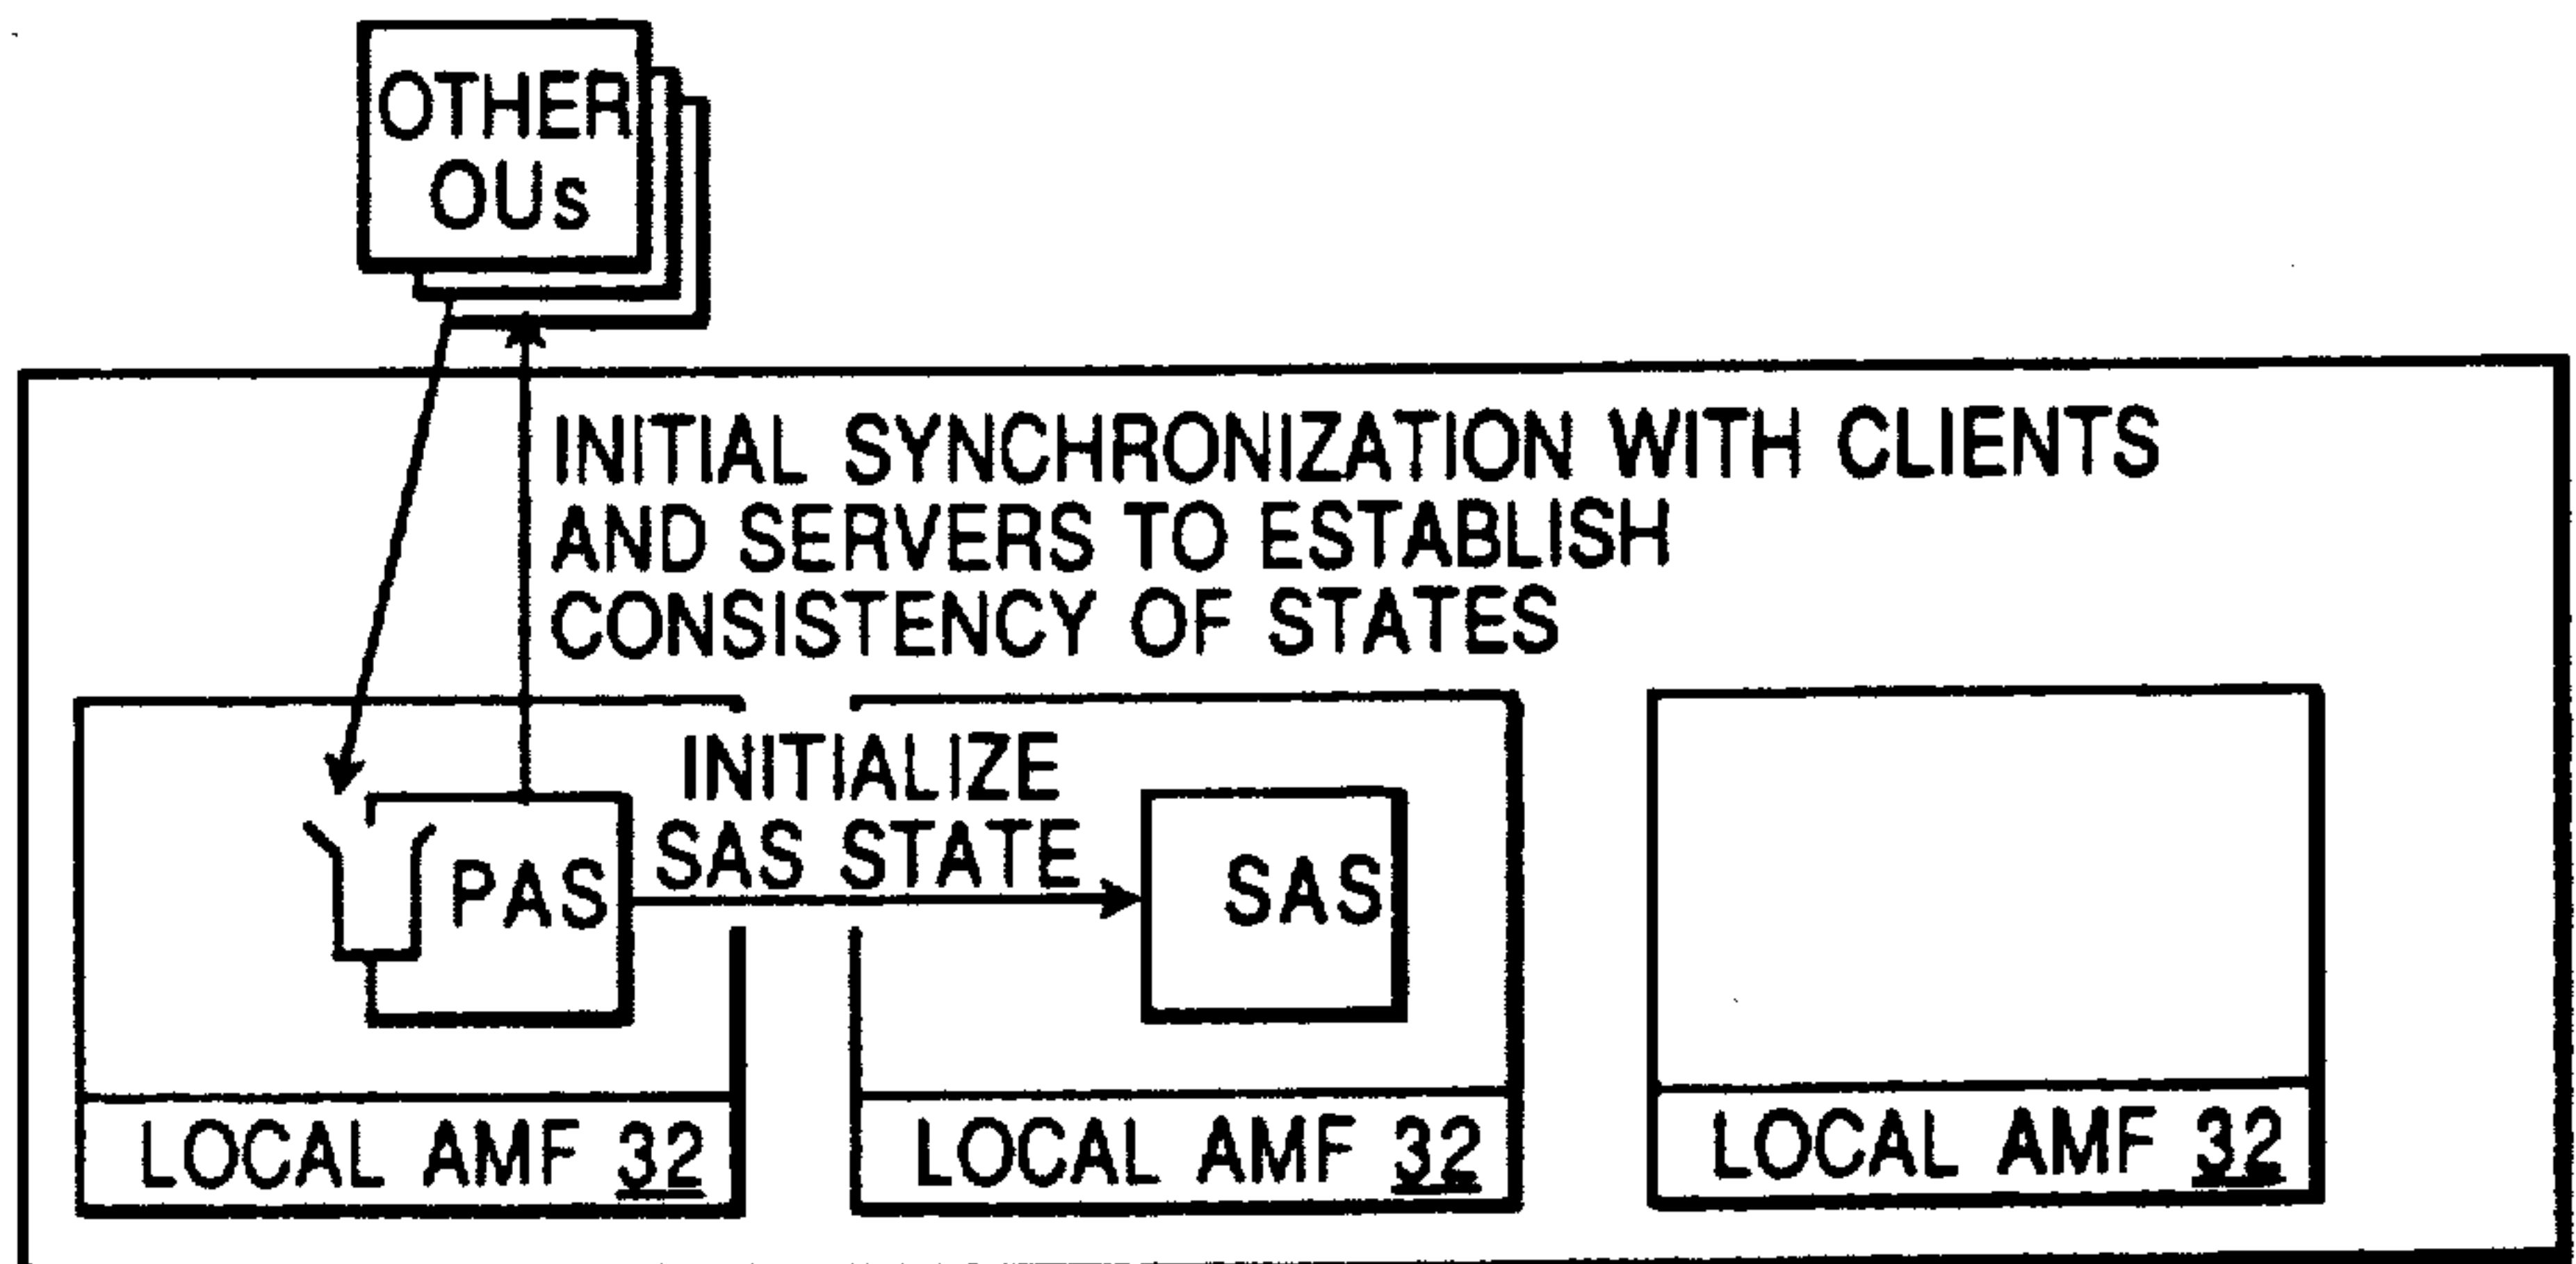 OTHER
OUs
INITIAL SYNCHRONIZATION WITH CLIENTS
AND SERVERS TO ESTABLISH
CONSISTENCY OF STATES
INITIALIZE
SAS STATE
PAS
SAS
LOCAL AMF 32
LOCAL AMF 32
LOCAL AMF 32